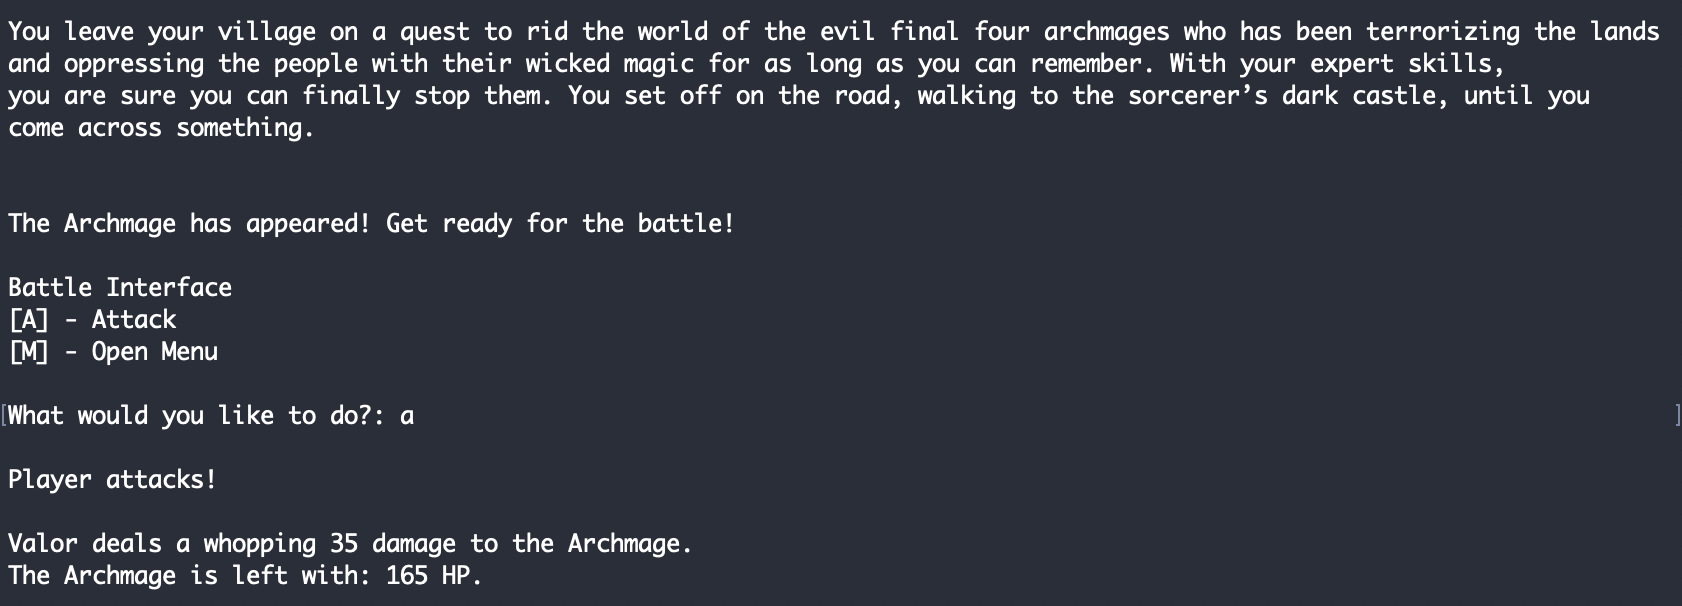 You leave your village on a quest to rid the world of the evil final four archmages who has been terrorizing the lands
and oppressing the people with their wicked magic for as long as you can remember. With your expert skills,
you are sure you can finally stop them. You set off on the road, walking to the sorcerer’s dark castle, until you
come across something.
The Archmage has appeared! Get ready for the battle!
Battle Interface
[A] - Attack
[M] - Open Menu
[What would you like to do?: a ]
Player attacks!
Valor deals a whopping 35 damage to the Archmage.
The Archmage is left with: 165 HP.